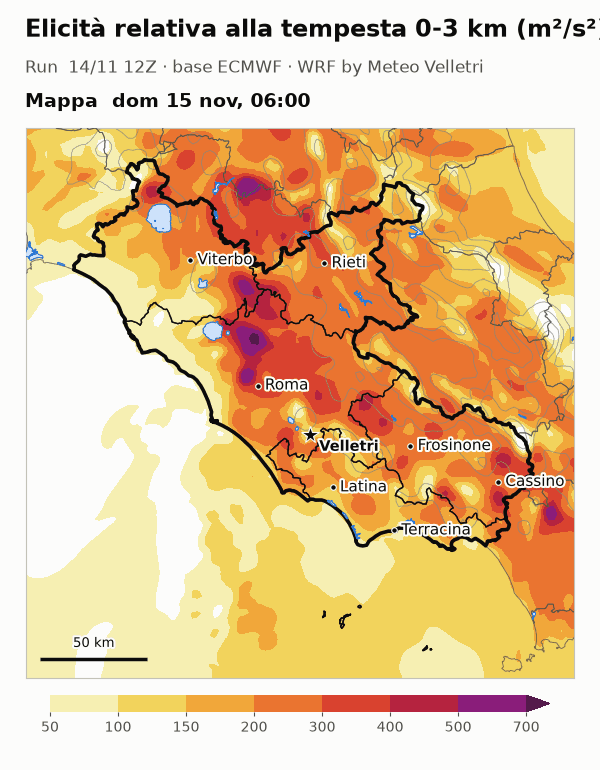 Elicità relativa alla tempesta 0-3 km (m²/s²)
Run 14/11 12Z · base ECMWF · WRF by Meteo Velletri
Mappa dom 15 nov, 06:00
Viterbo
Rieti
Roma
Velletri
Frosinone
Cassino
Latina
Terracina
50 km
50 100 150 200 300 400 500 700